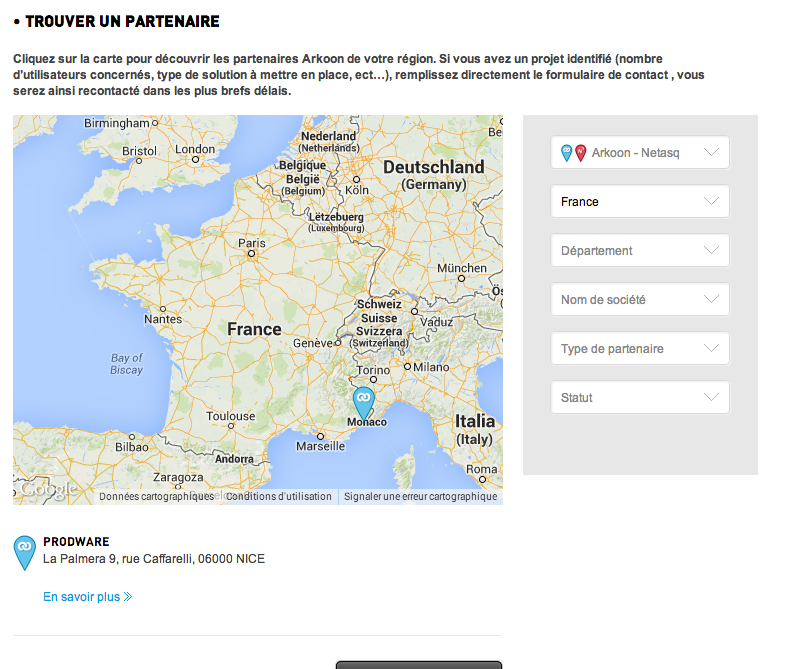 • TROUVER UN PARTENAIRE
Cliquez sur la carte pour découvrir les partenaires Arkoon de votre région. Si vous avez un projet identifié (nombre
d'utilisateurs concernés, type de solution à mettre en place, ect...), remplissez directement le formulaire de contact , vous
serez ainsi recontacté dans les plus brefs délais.
Birmingham
Bristol
London
Nederland
(Netherlands)
Be
België
Belgique
België
(Belgium)
Köln
Deutschland
(Germany)
Lëtzebuerg
(Luxembourg)
Paris
München
Ös
Nantes
France
Schweiz
Suisse
Svizzera
(Switzerland)
Vaduz
Genève
Bay of
Biscay
Torino
Milano
Toulouse
Monaco
Marseille
Italia
(Italy)
Bilbao
Andorra
Zaragoza
Roma
Google
Données cartographiques
Conditions d'utilisation
Signaler une erreur cartographique
Arkoon - Netasq
France
Département
Nom de société
Type de partenaire
Statut
PRODWARE
La Palmera 9, rue Caffarelli, 06000 NICE
En savoir plus